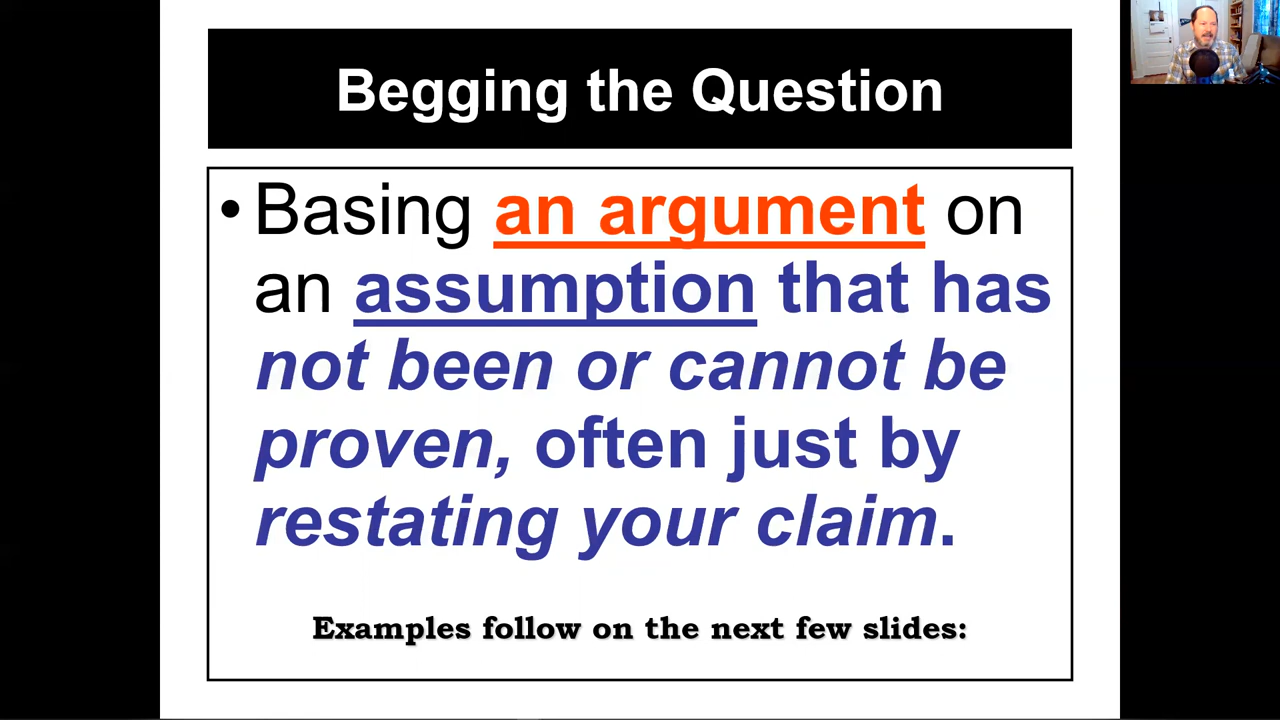 Begging the Question
• Basing an argument on
an assumption that has
not been or cannot be
proven, often just by
restating your claim.
Examples follow on the next few slides: